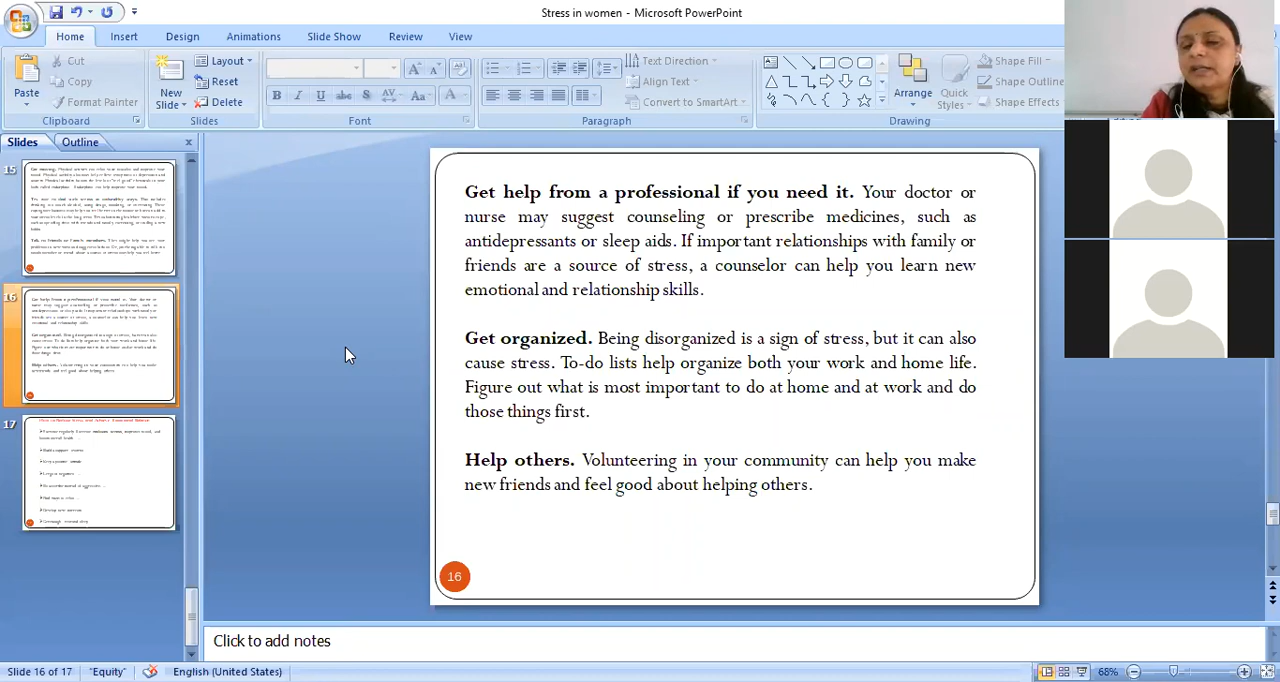 Stress in women - Microsoft PowerPoint
Home Insert Design Animations Slide Show Review View
Paste
Cut
Copy
Format Painter
Clipboard
New Slide
Layout
Reset
Delete
Slides
B I U abc S AV Aa A
Font
Text Direction
Align Text
Convert to SmartArt
Paragraph
Arrange
Quick Styles
Shape Fill
Shape Outline
Shape Effects
Drawing
Slides Outline
15
16
17
Get help from a professional if you need it. Your doctor or
nurse may suggest counseling or prescribe medicines, such as
antidepressants or sleep aids. If important relationships with family or
friends are a source of stress, a counselor can help you learn new
emotional and relationship skills.
Get organized. Being disorganized is a sign of stress, but it can also
cause stress. To-do lists help organize both your work and home life.
Figure out what is most important to do at home and at work and do
those things first.
Help others. Volunteering in your community can help you make
new friends and feel good about helping others.
16
Click to add notes
Slide 16 of 17 "Equity" English (United States) 68%